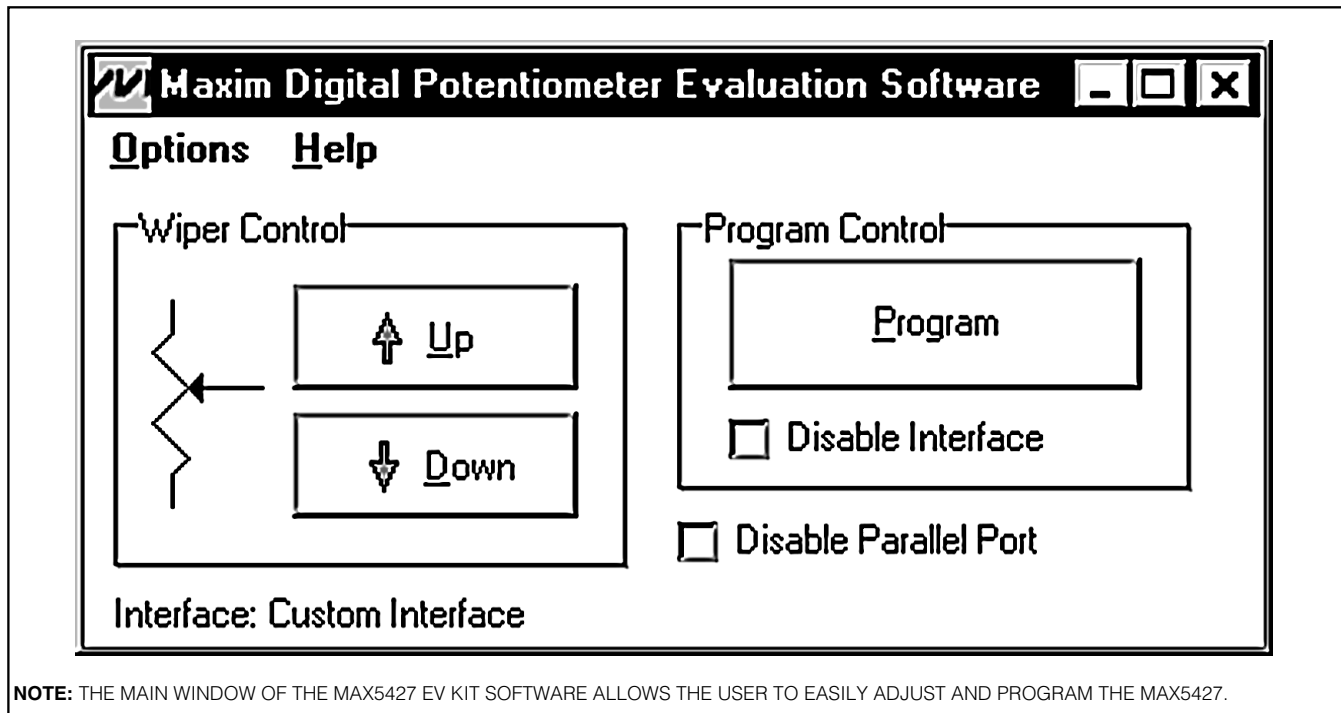 Maxim Digital Potentiometer Evaluation Software
Options Help
Wiper Control
Up
Down
Program Control
Program
Disable Interface
Disable Parallel Port
Interface: Custom Interface
NOTE: THE MAIN WINDOW OF THE MAX5427 EV KIT SOFTWARE ALLOWS THE USER TO EASILY ADJUST AND PROGRAM THE MAX5427.